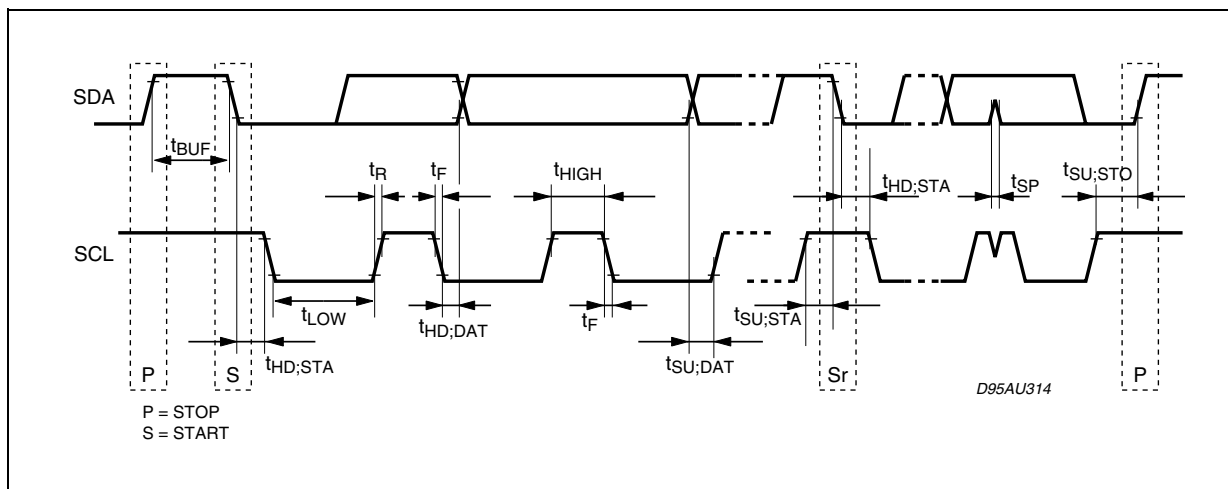 SDA
tBUF
tR
tF
tHIGH
tHD;STA
tSP
tSU;STO
SCL
tLOW
tHD;DAT
tF
tSU;STA
tHD;STA
tSU;DAT
P
S
Sr
D95AU314
P
P = STOP
S = START